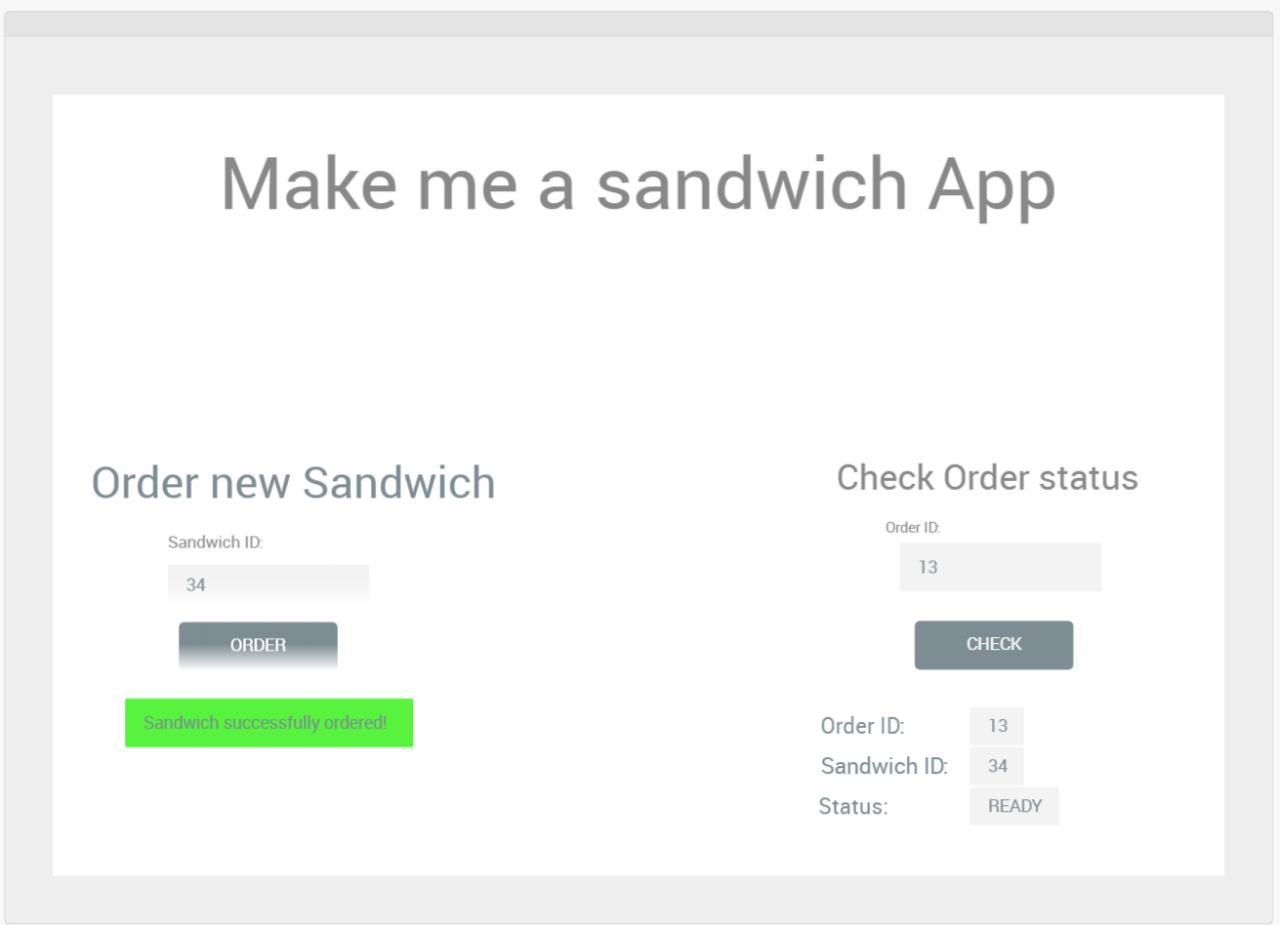 Make me a sandwich App
Order new Sandwich
Sandwich ID:
34
ORDER
Sandwich successfully ordered!
Check Order status
Order ID:
13
CHECK
Order ID: 13
Sandwich ID: 34
Status: READY